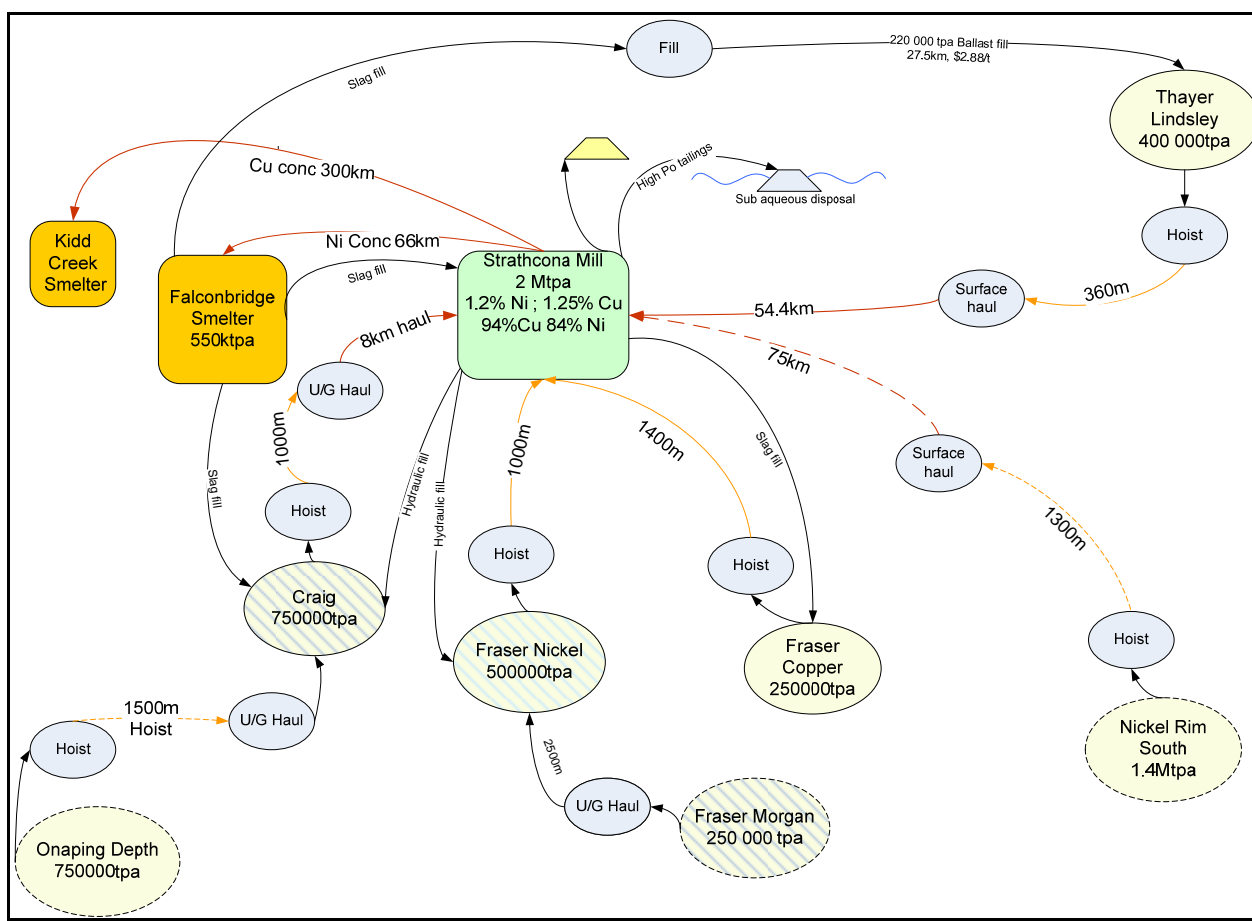 Fill
220 000 tpa Ballast fill
27.5km, $2.88/t
Slag fill
Thayer
Lindsley
400 000tpa
Cu conc 300km
High Po tailings
Sub aqueous disposal
Kidd
Creek
Smelter
Ni Conc 66km
Hoist
Slag fill
Strathcona Mill
2 Mtpa
1.2% Ni ; 1.25% Cu
94%Cu 84% Ni
Falconbridge
Smelter
550ktpa
Surface
haul
360m
54.4km
8km haul
75km
U/G Haul
1000m
1000m
1400m
Slag fill
Surface
haul
Slag fill
Hydraulic fill
Hydraulic fill
Hoist
1300m
Hoist
Hoist
Craig
750000tpa
Fraser Nickel
500000tpa
Fraser
Copper
250000tpa
Hoist
1500m
Hoist
U/G Haul
Hoist
2500m
Nickel Rim
South
1.4Mtpa
U/G Haul
Fraser Morgan
250 000 tpa
Onaping Depth
750000tpa